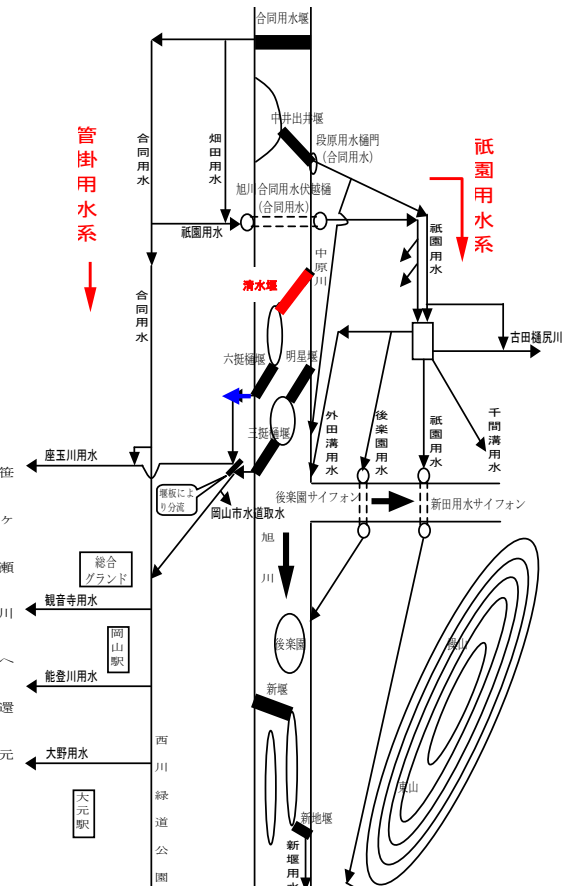 合同用水堰
中井出井堰
段原用水樋門
(合同用水)
合同用水
畑田用水
管掛用水系
祇園用水系
旭川合同用水伏越樋
(合同用水)
祇園用水
祇園用水
中原川
清水堰
合同用水
古田樋尻川
六挺樋堰
明星堰
三挺樋堰
外田溝用水
後楽園用水
祇園用水
千間溝用水
座玉川用水
堰板によ
り分流
岡山市水道取水
後楽園サイフォン
新田用水サイフォン
笹ヶ瀬川へ還元
総合
グランド
旭川
観音寺用水
岡山駅
後楽園
操山
能登川用水
新堰
大野用水
西川緑道公園
東山
大元駅
新地堰
新堰用水